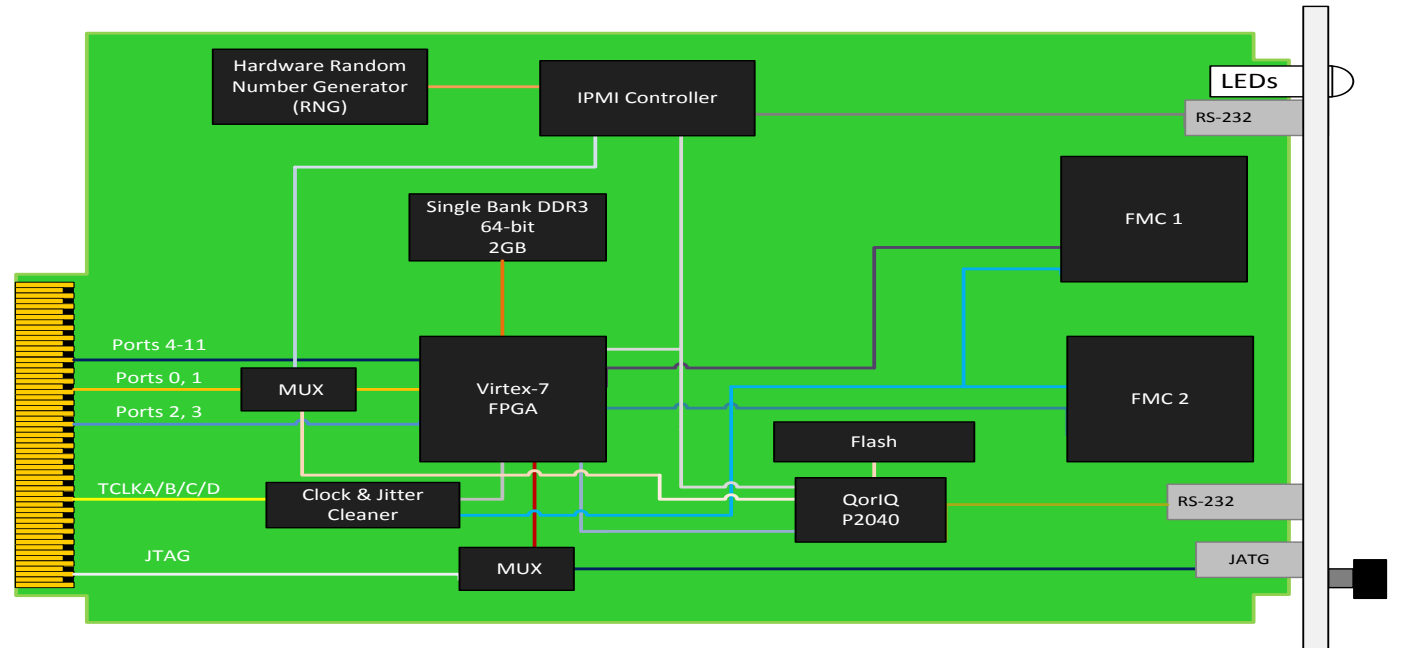 Hardware Random
Number Generator
(RNG)
IPMI Controller
LEDs
RS-232
Single Bank DDR3
64-bit
2GB
FMC 1
Ports 4-11
Ports 0, 1
MUX
Ports 2, 3
Virtex-7
FPGA
FMC 2
Flash
TCLKA/B/C/D
Clock & Jitter
Cleaner
QorIQ
P2040
RS-232
JTAG
MUX
JATG